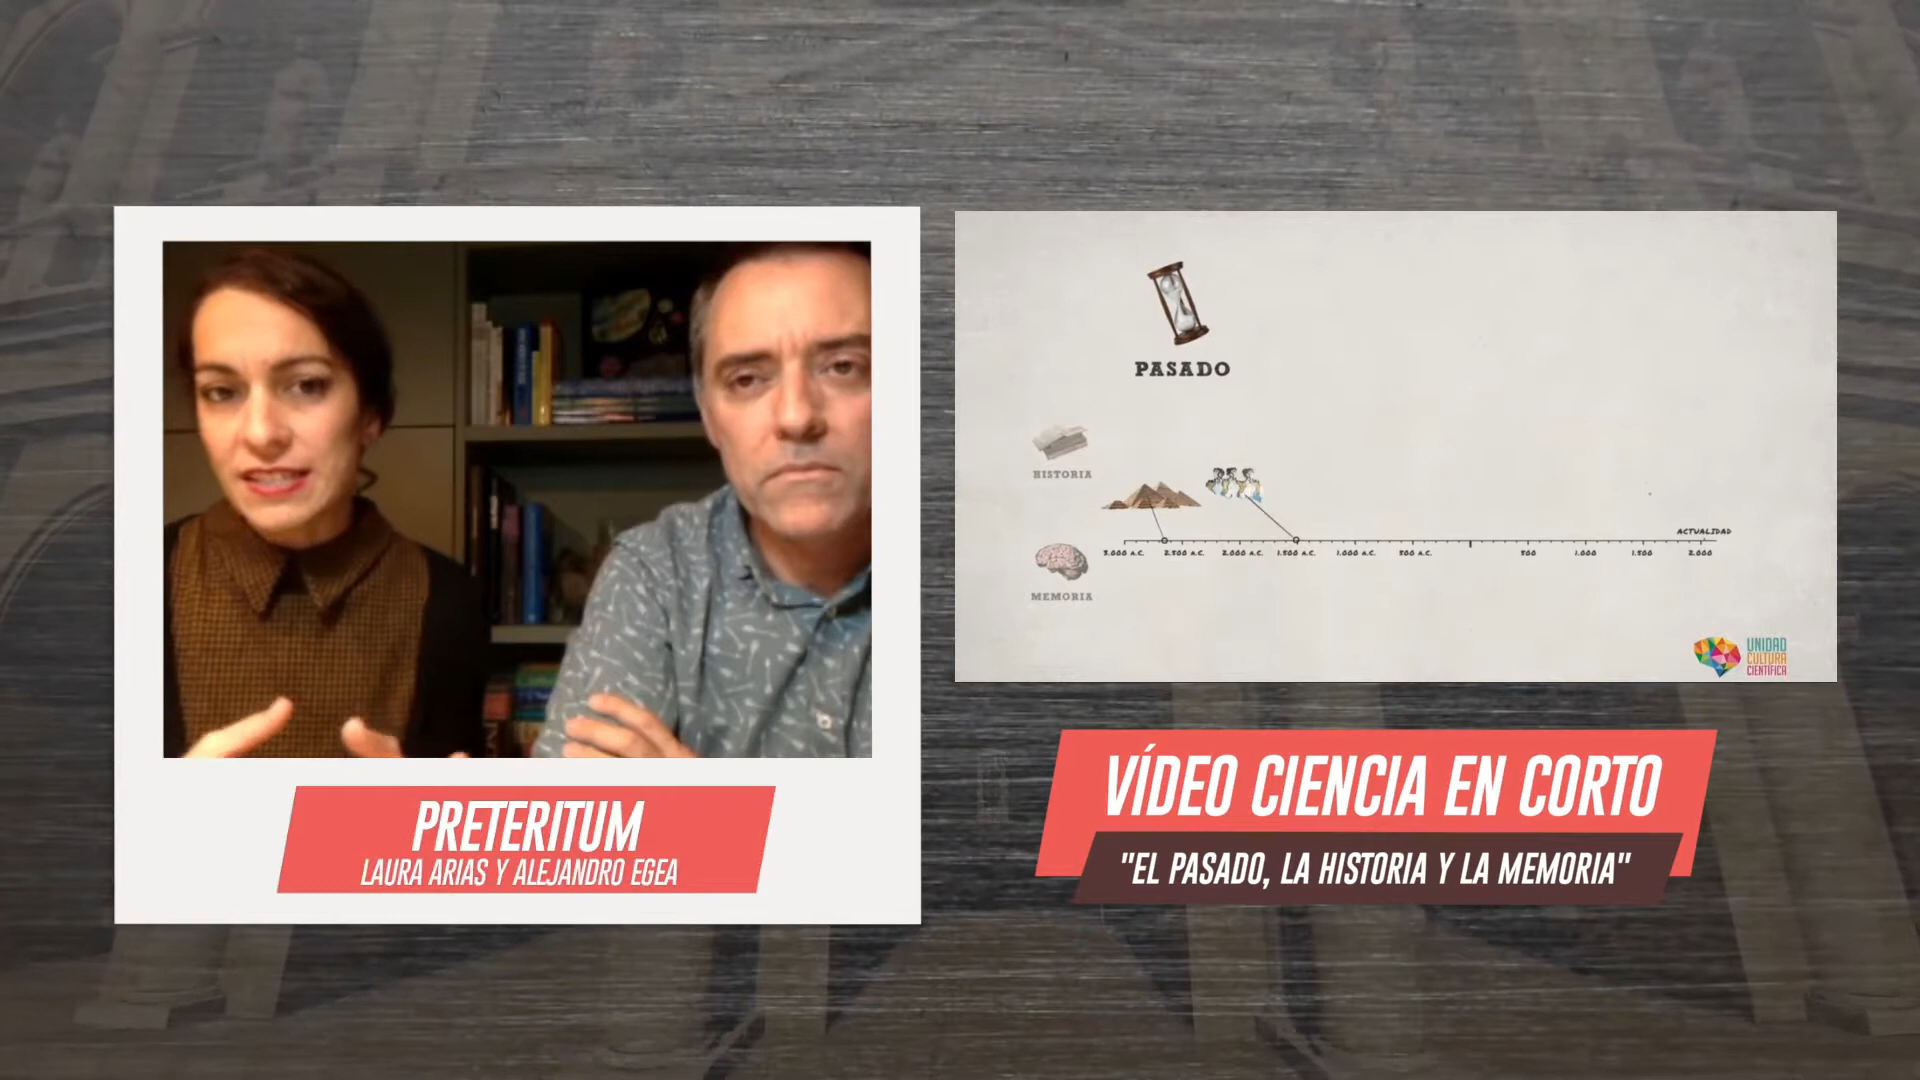 PRETERITUM
LAURA ARIAS Y ALEJANDRO EGEA
PASADO
HISTORIA
MEMORIA
ACTUALIDAD
3.000 A.C. 2.500 A.C. 2.000 A.C. 1.500 A.C. 1.000 A.C. 500 A.C. 500 1.000 1.500 2.000
UNIDAD
CULTURA
CIENTÍFICA
VÍDEO CIENCIA EN CORTO
"EL PASADO, LA HISTORIA Y LA MEMORIA"